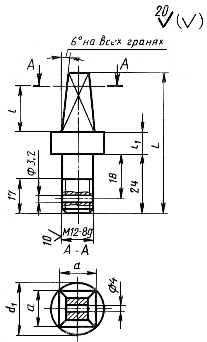 20 (√)
6° на всех гранях
A A
l
l₁
L
Ф3,2
17
18
24
10
М12-8g
А - А
a
d₁
a
Ф4